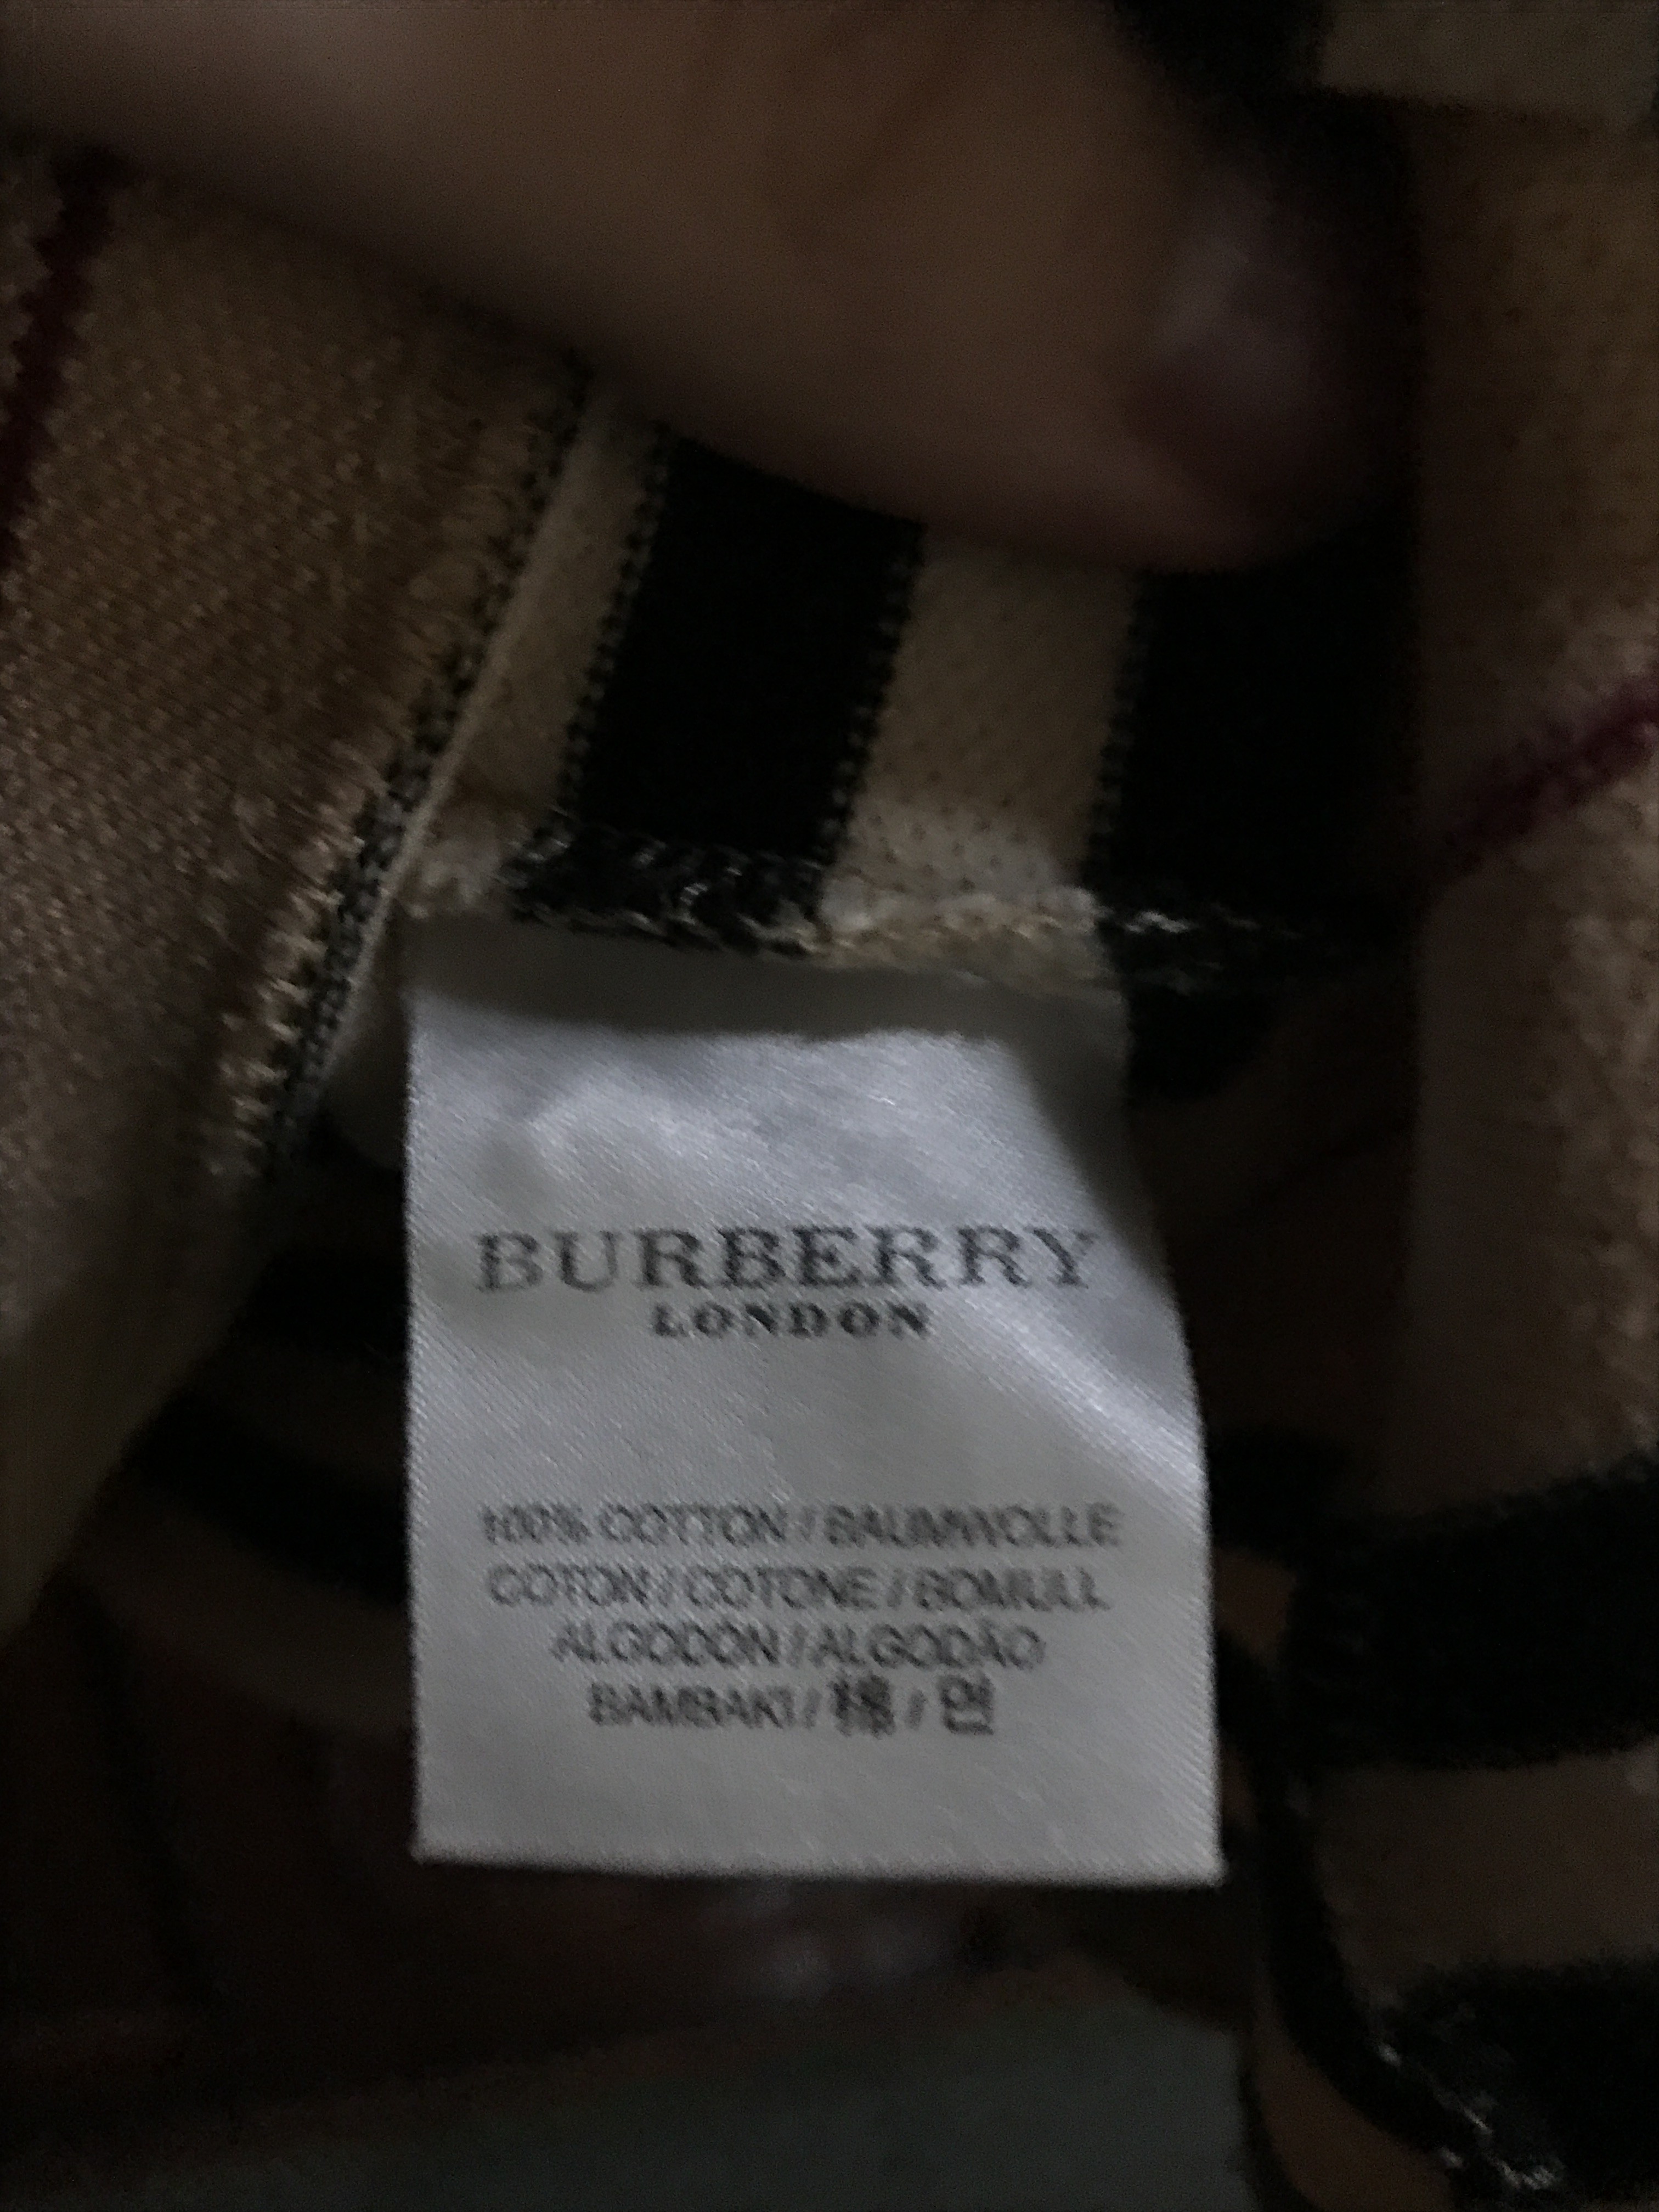 BURBERRY
LONDON
100% COTTON / BAUMWOLLE
COTON / COTONE / BOMULL
ALGODÓN / ALGODÃO
BAMBAKI / 棉 / 면